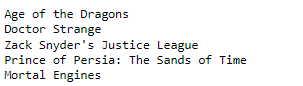 Age of the Dragons
Doctor Strange
Zack Snyder's Justice League
Prince of Persia: The Sands of Time
Mortal Engines